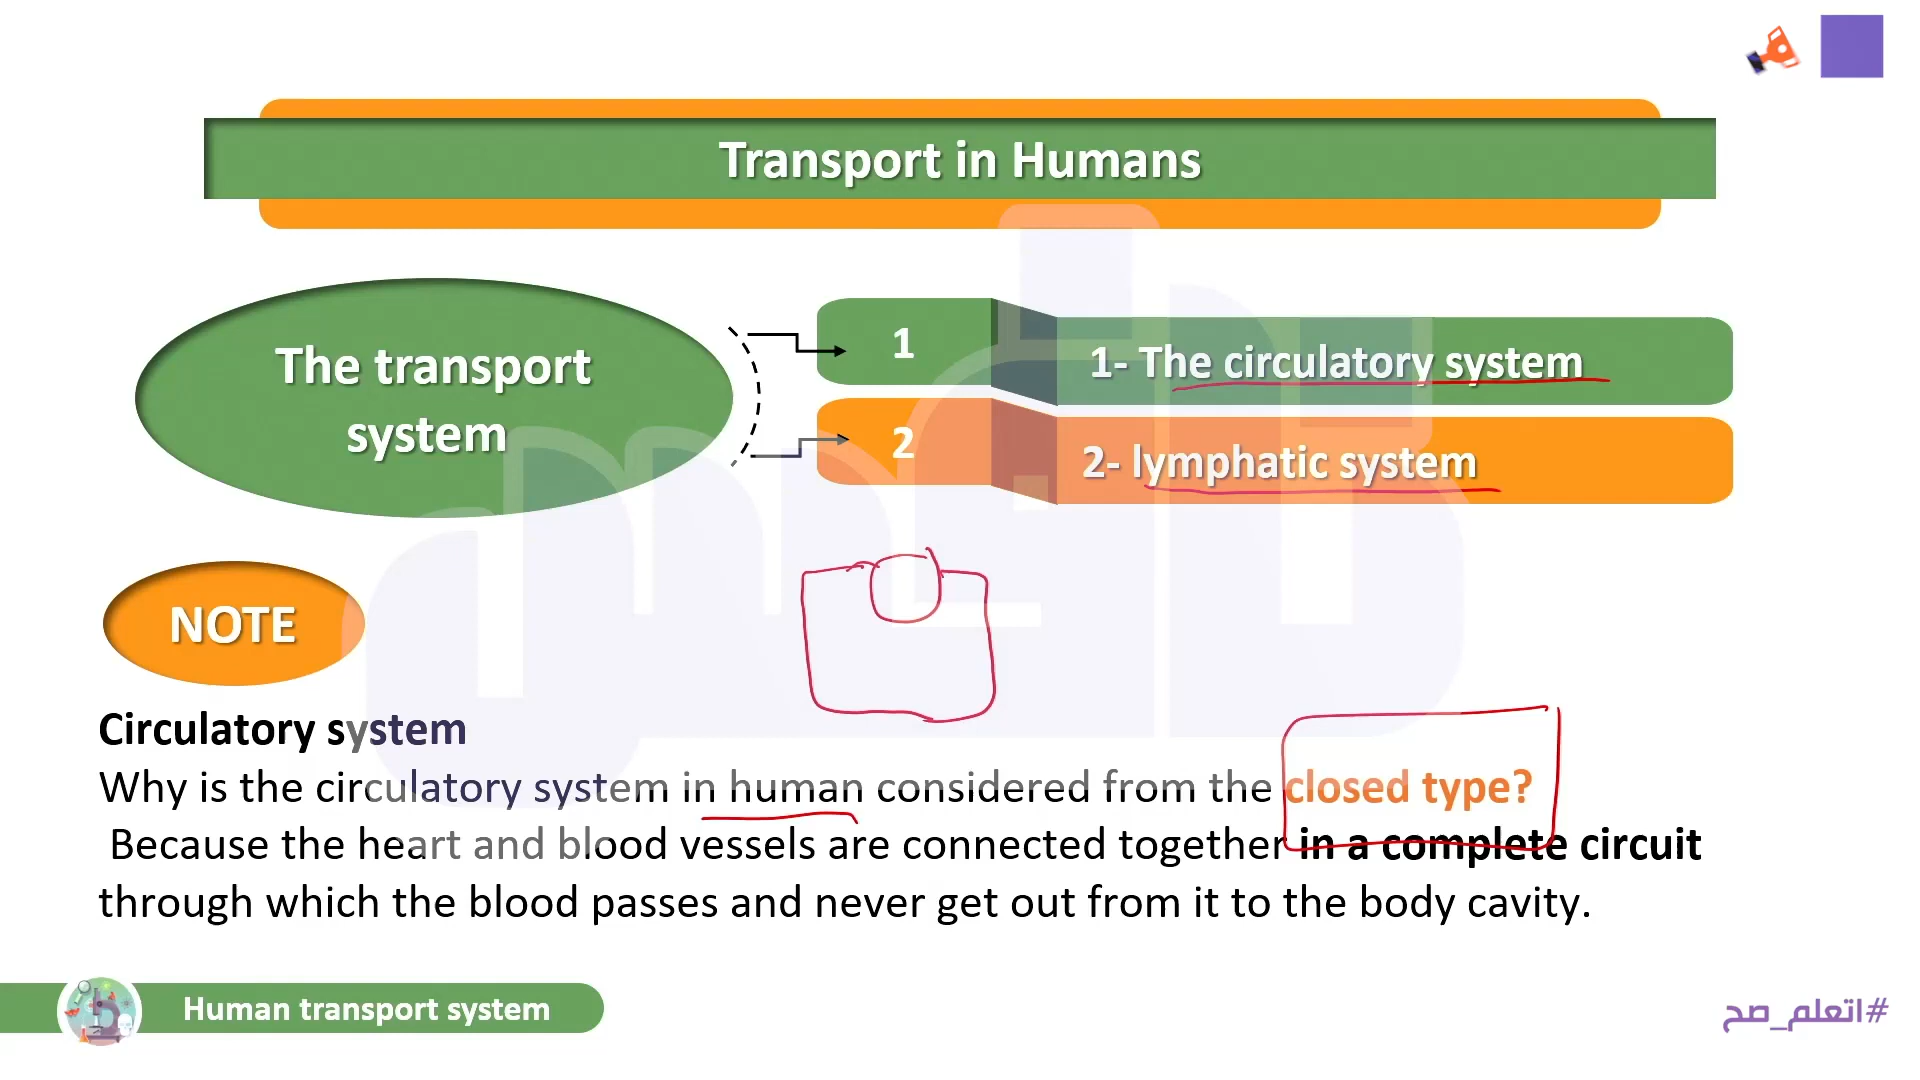 Transport in Humans
The transport
system
1
1- The circulatory system
2
2- lymphatic system
NOTE
Circulatory system
Why is the circulatory system in human considered from the closed type?
Because the heart and blood vessels are connected together in a complete circuit
through which the blood passes and never get out from it to the body cavity.
Human transport system
#اتعلم_صح